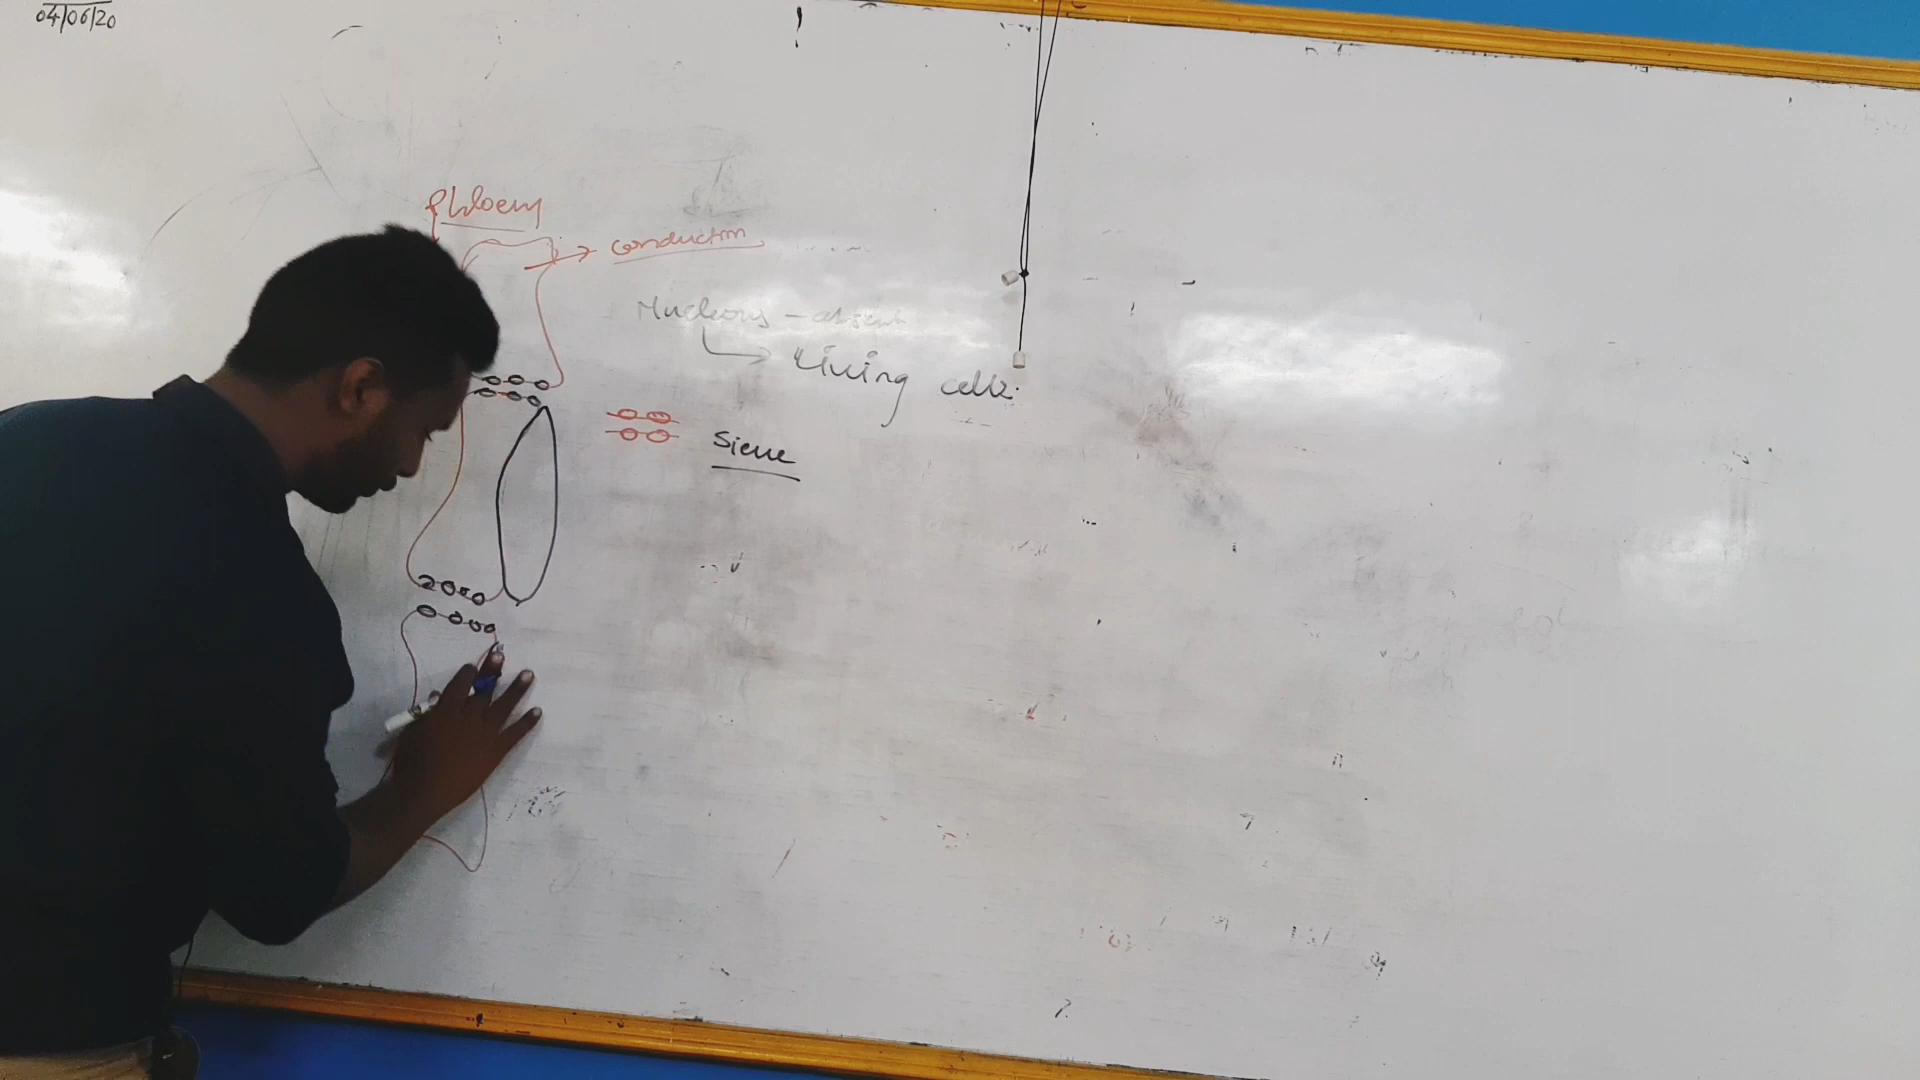 04/06/20
Phloem
Conduction
Nucleus - absent
Living cells.
Sieve